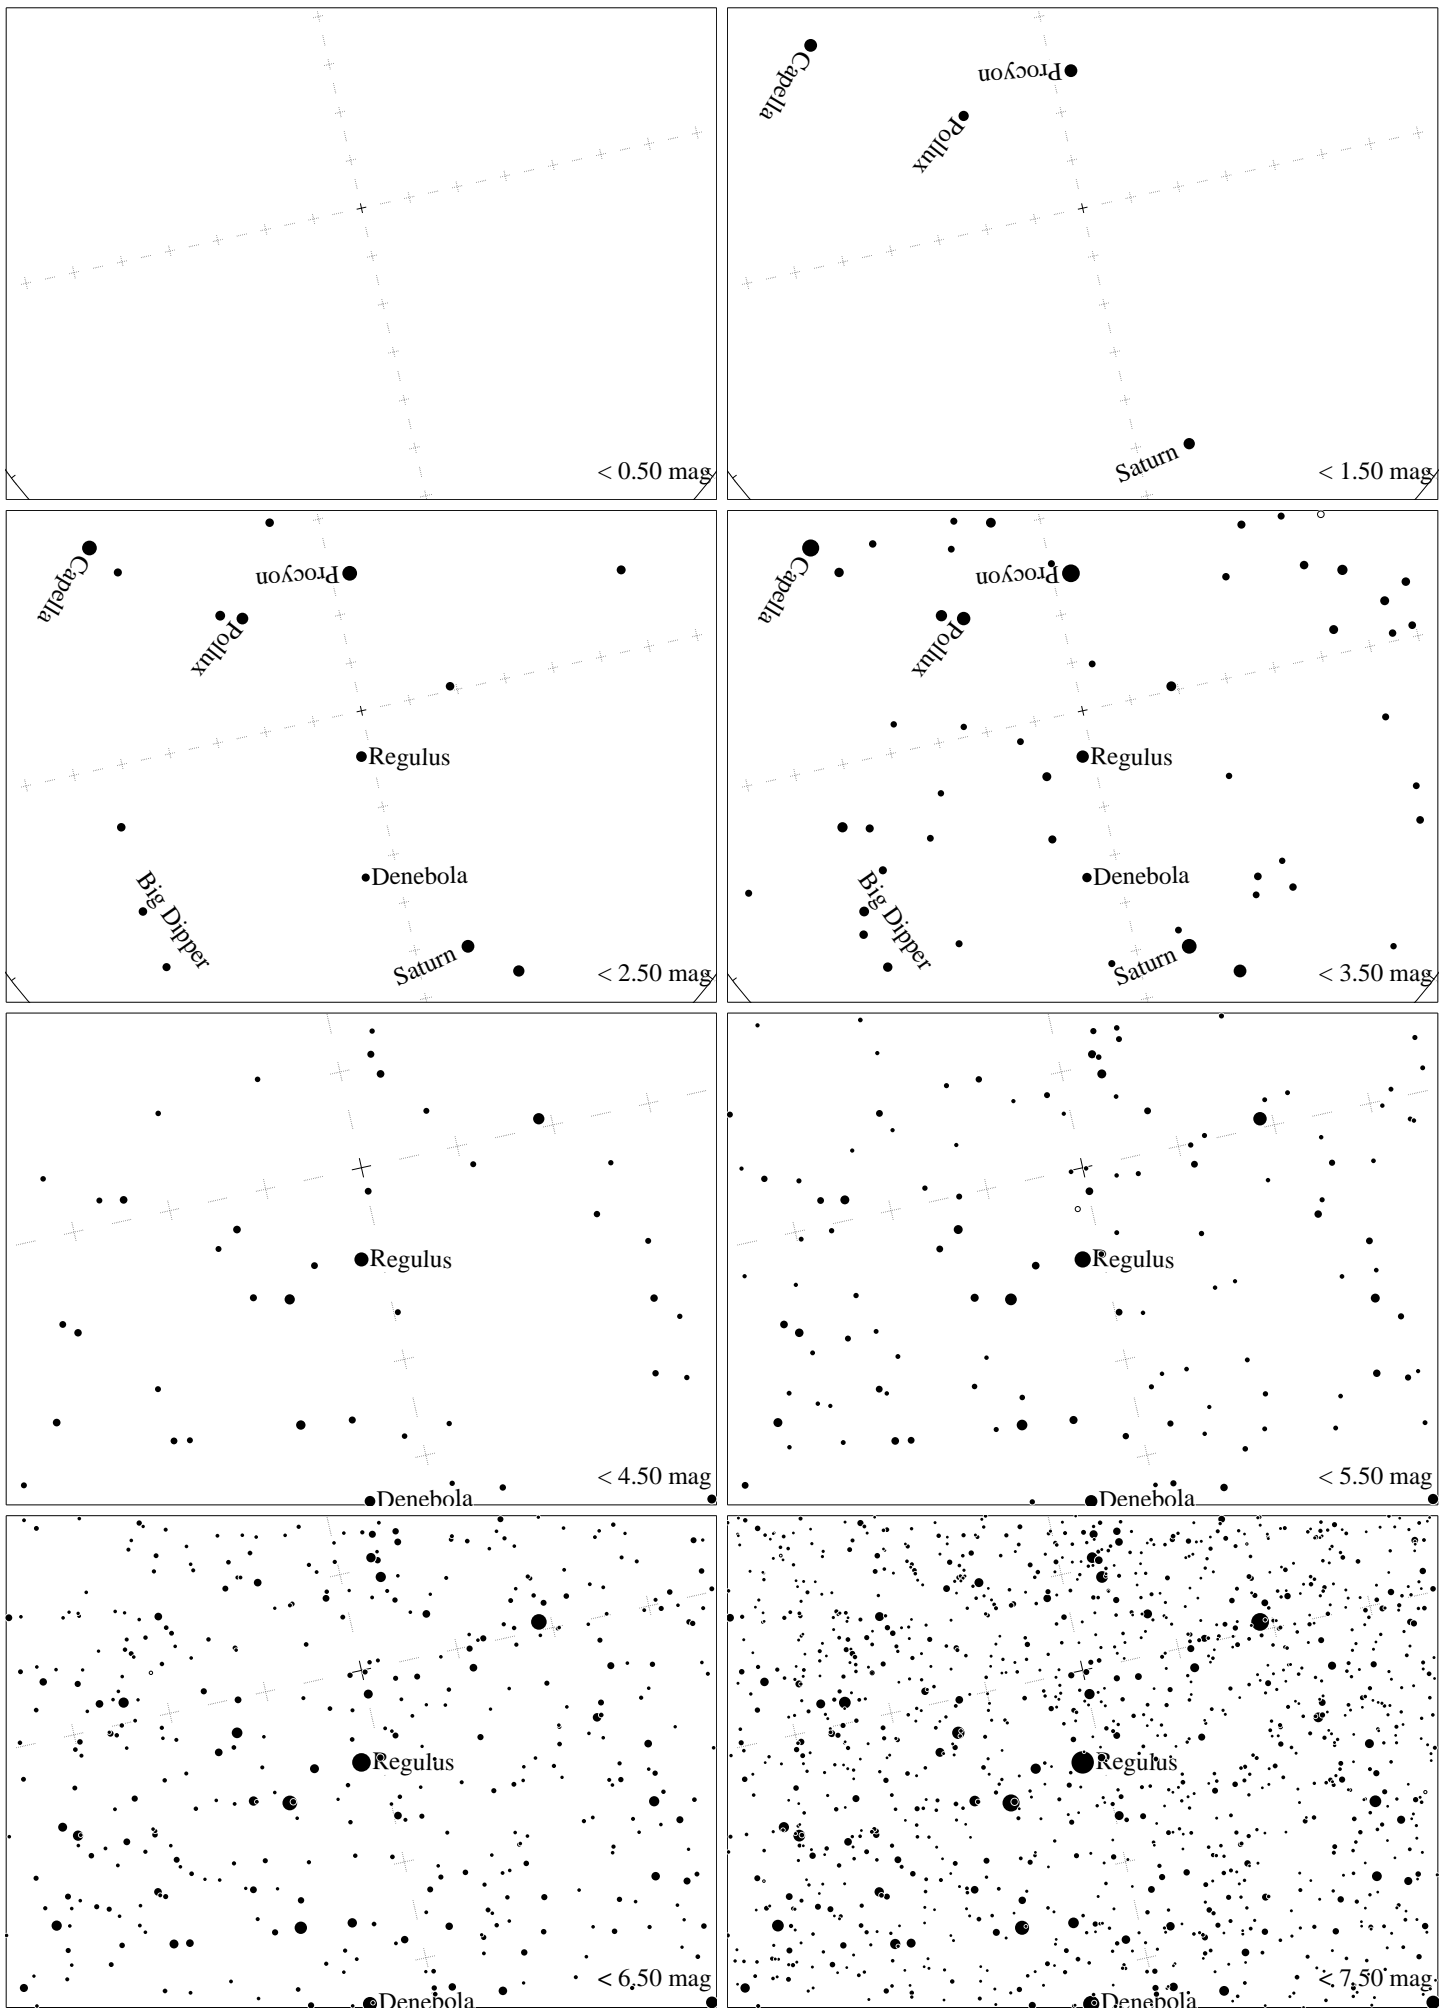 < 0.50 mag
Capella
Procyon
Pollux
Saturn
< 1.50 mag
Capella
Procyon
Pollux
Regulus
Big Dipper
Denebola
Saturn
< 2.50 mag
Capella
Procyon
Pollux
Regulus
Big Dipper
Denebola
Saturn
< 3.50 mag
Regulus
< 4.50 mag
Denebola
Regulus
< 5.50 mag
Denebola
Regulus
< 6.50 mag
Denebola
Regulus
< 7.50 mag
Denebola